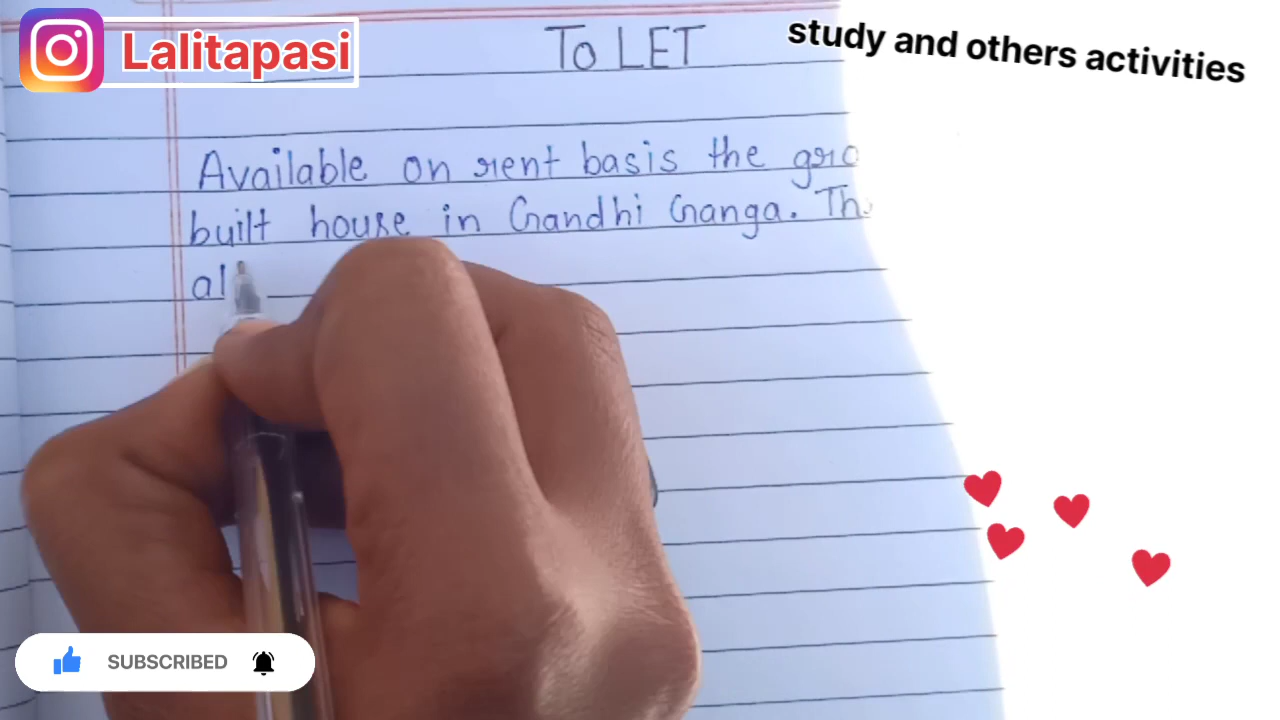 Lalitapasi
study and others activities
To LET
Available on rent basis the gro
built house in Gandhi Ganga. Th
al
SUBSCRIBED